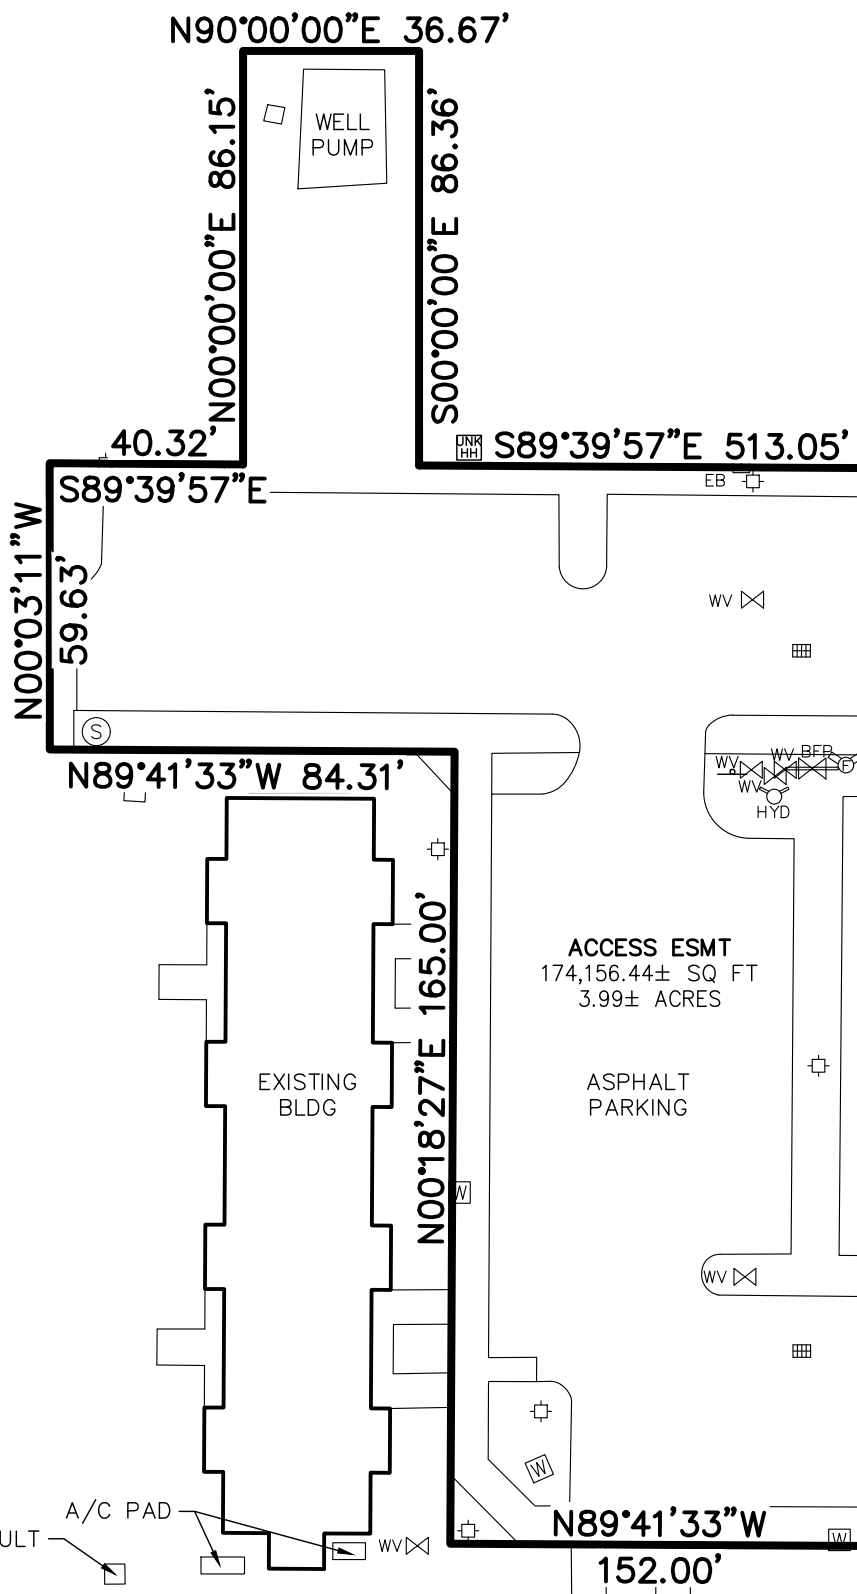 N90°00'00"E 36.67'
N00°00'00"E 86.15'
WELL
PUMP
S00°00'00"E 86.36'
40.32'
S89°39'57"E
UNK
HH
S89°39'57"E 513.05'
EB
N00°03'11"W
59.63'
WV
S
N89°41'33"W 84.31'
WV
WV
BFP
F
WV
HYD
N00°18'27"E 165.00'
ACCESS ESMT
174,156.44± SQ FT
3.99± ACRES
EXISTING
BLDG
ASPHALT
PARKING
W
WV
W
A/C PAD
ULT
WV
N89°41'33"W
W
152.00'